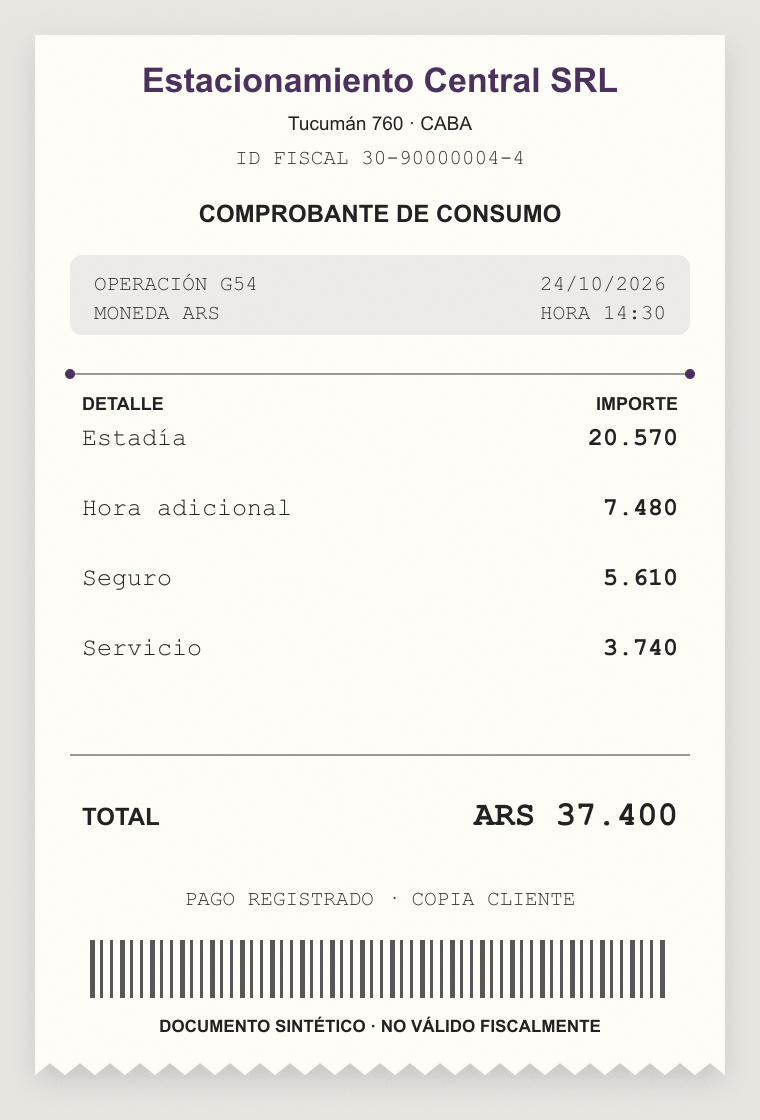 Estacionamiento Central SRL
Tucumán 760 · CABA
ID FISCAL 30-90000004-4
COMPROBANTE DE CONSUMO
OPERACIÓN G54 24/10/2026
MONEDA ARS HORA 14:30
DETALLE IMPORTE
Estadía 20.570
Hora adicional 7.480
Seguro 5.610
Servicio 3.740
TOTAL ARS 37.400
PAGO REGISTRADO · COPIA CLIENTE
DOCUMENTO SINTÉTICO · NO VÁLIDO FISCALMENTE